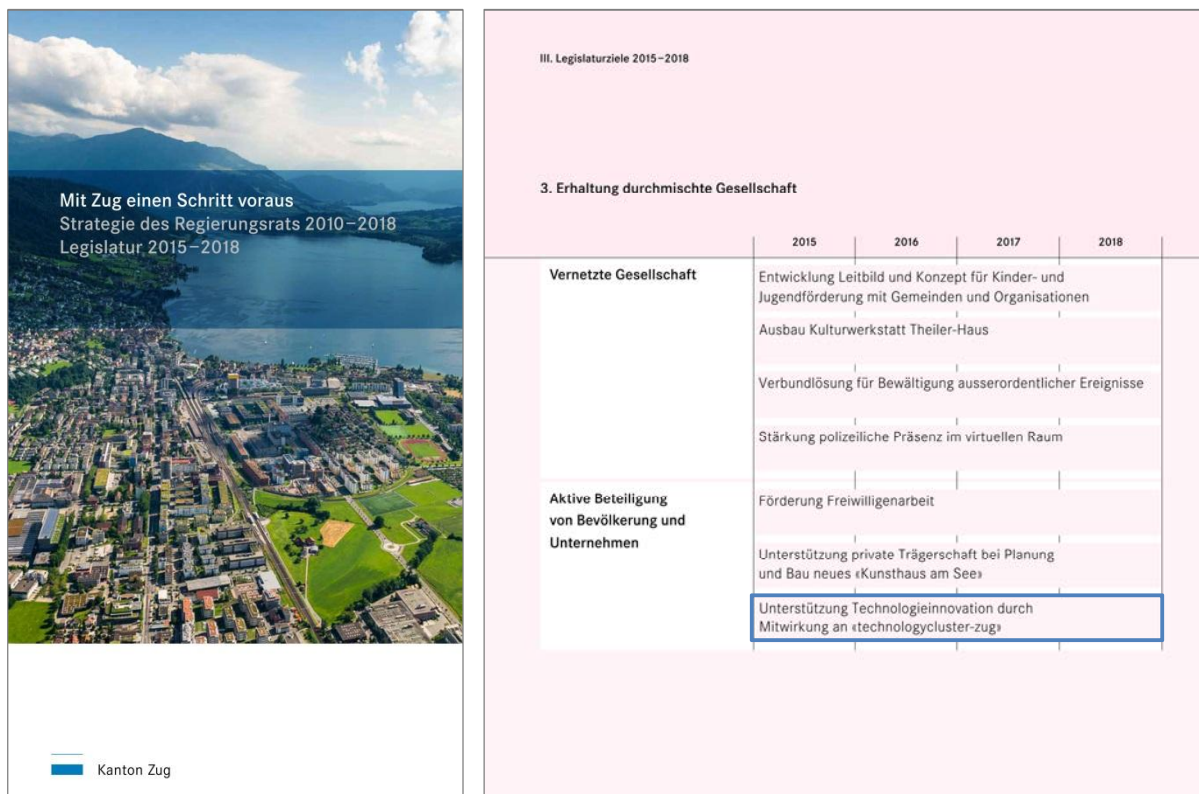 Mit Zug einen Schritt voraus
Strategie des Regierungsrats 2010–2018
Legislatur 2015–2018
Kanton Zug
III. Legislaturziele 2015–2018
3. Erhaltung durchmischte Gesellschaft
2015 2016 2017 2018
Vernetzte Gesellschaft
Entwicklung Leitbild und Konzept für Kinder- und
Jugendförderung mit Gemeinden und Organisationen
Ausbau Kulturwerkstatt Theiler-Haus
Verbundlösung für Bewältigung ausserordentlicher Ereignisse
Stärkung polizeiliche Präsenz im virtuellen Raum
Aktive Beteiligung
von Bevölkerung und
Unternehmen
Förderung Freiwilligenarbeit
Unterstützung private Trägerschaft bei Planung
und Bau neues «Kunsthaus am See»
Unterstützung Technologieinnovation durch
Mitwirkung an «technologycluster-zug»